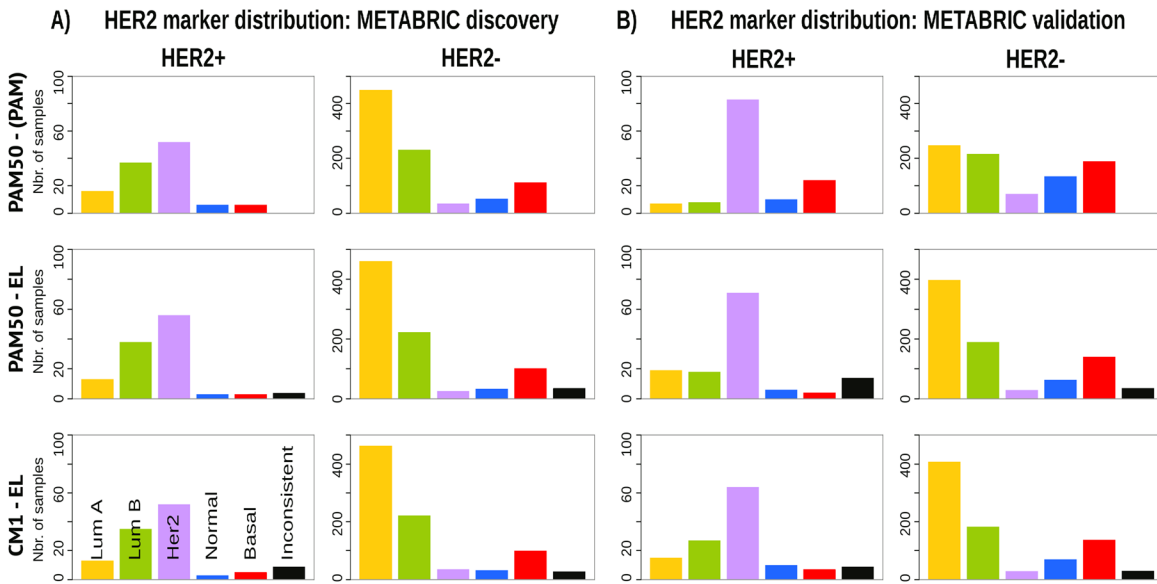 A) HER2 marker distribution: METABRIC discovery
B) HER2 marker distribution: METABRIC validation
HER2+
HER2-
HER2+
HER2-
PAM50 - (PAM)
Nbr. of samples
0 20 60 100
0 200 400
0 20 60 100
0 200 400
PAM50 - EL
Nbr. of samples
0 20 60 100
0 200 400
0 20 60 100
0 200 400
CM1 - EL
Nbr. of samples
0 20 60 100
Lum A
Lum B
Her2
Normal
Basal
Inconsistent
0 200 400
0 20 60 100
0 200 400